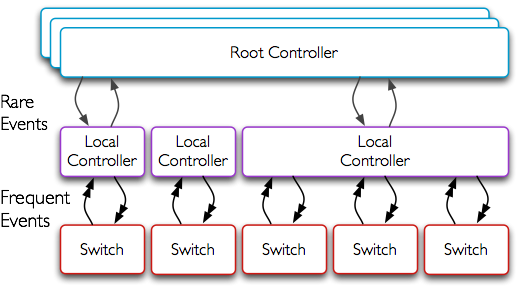 Root Controller
Rare
Events
Local
Controller
Local
Controller
Local
Controller
Frequent
Events
Switch
Switch
Switch
Switch
Switch